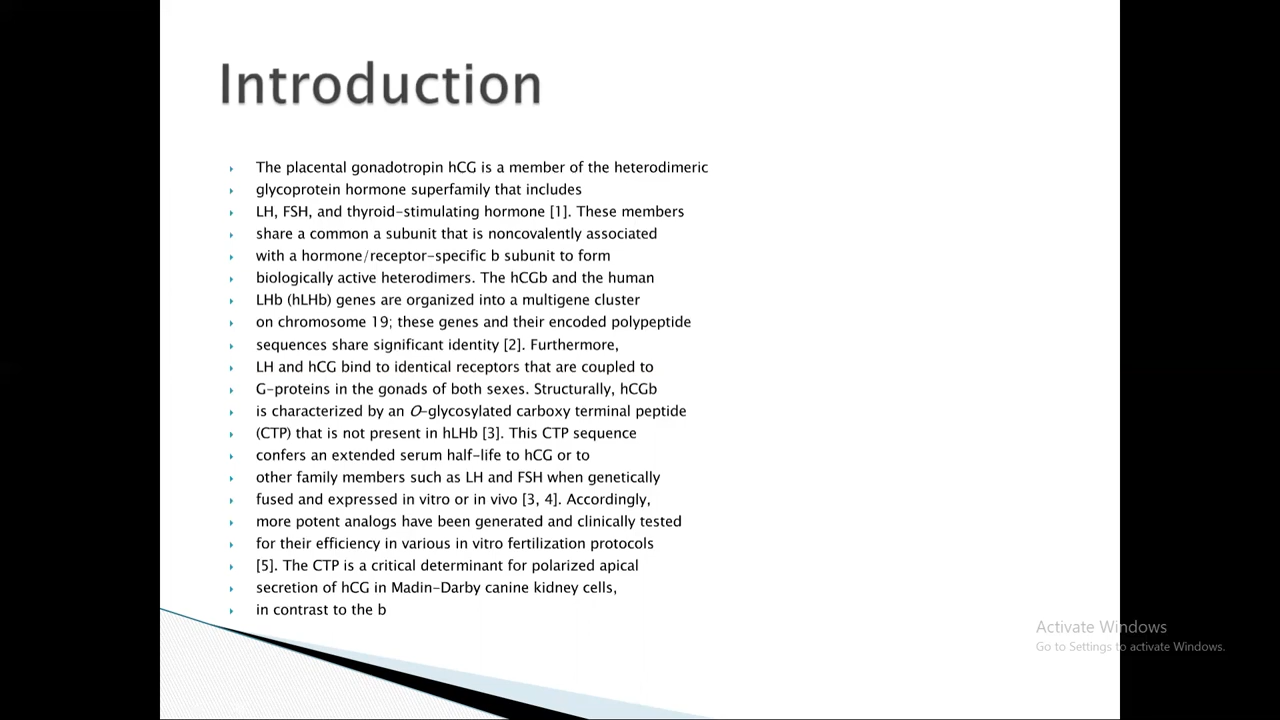 Introduction
The placental gonadotropin hCG is a member of the heterodimeric
glycoprotein hormone superfamily that includes
LH, FSH, and thyroid-stimulating hormone [1]. These members
share a common a subunit that is noncovalently associated
with a hormone/receptor-specific b subunit to form
biologically active heterodimers. The hCGb and the human
LHb (hLHb) genes are organized into a multigene cluster
on chromosome 19; these genes and their encoded polypeptide
sequences share significant identity [2]. Furthermore,
LH and hCG bind to identical receptors that are coupled to
G-proteins in the gonads of both sexes. Structurally, hCGb
is characterized by an O-glycosylated carboxy terminal peptide
(CTP) that is not present in hLHb [3]. This CTP sequence
confers an extended serum half-life to hCG or to
other family members such as LH and FSH when genetically
fused and expressed in vitro or in vivo [3, 4]. Accordingly,
more potent analogs have been generated and clinically tested
for their efficiency in various in vitro fertilization protocols
[5]. The CTP is a critical determinant for polarized apical
secretion of hCG in Madin-Darby canine kidney cells,
in contrast to the b
Activate Windows
Go to Settings to activate Windows.